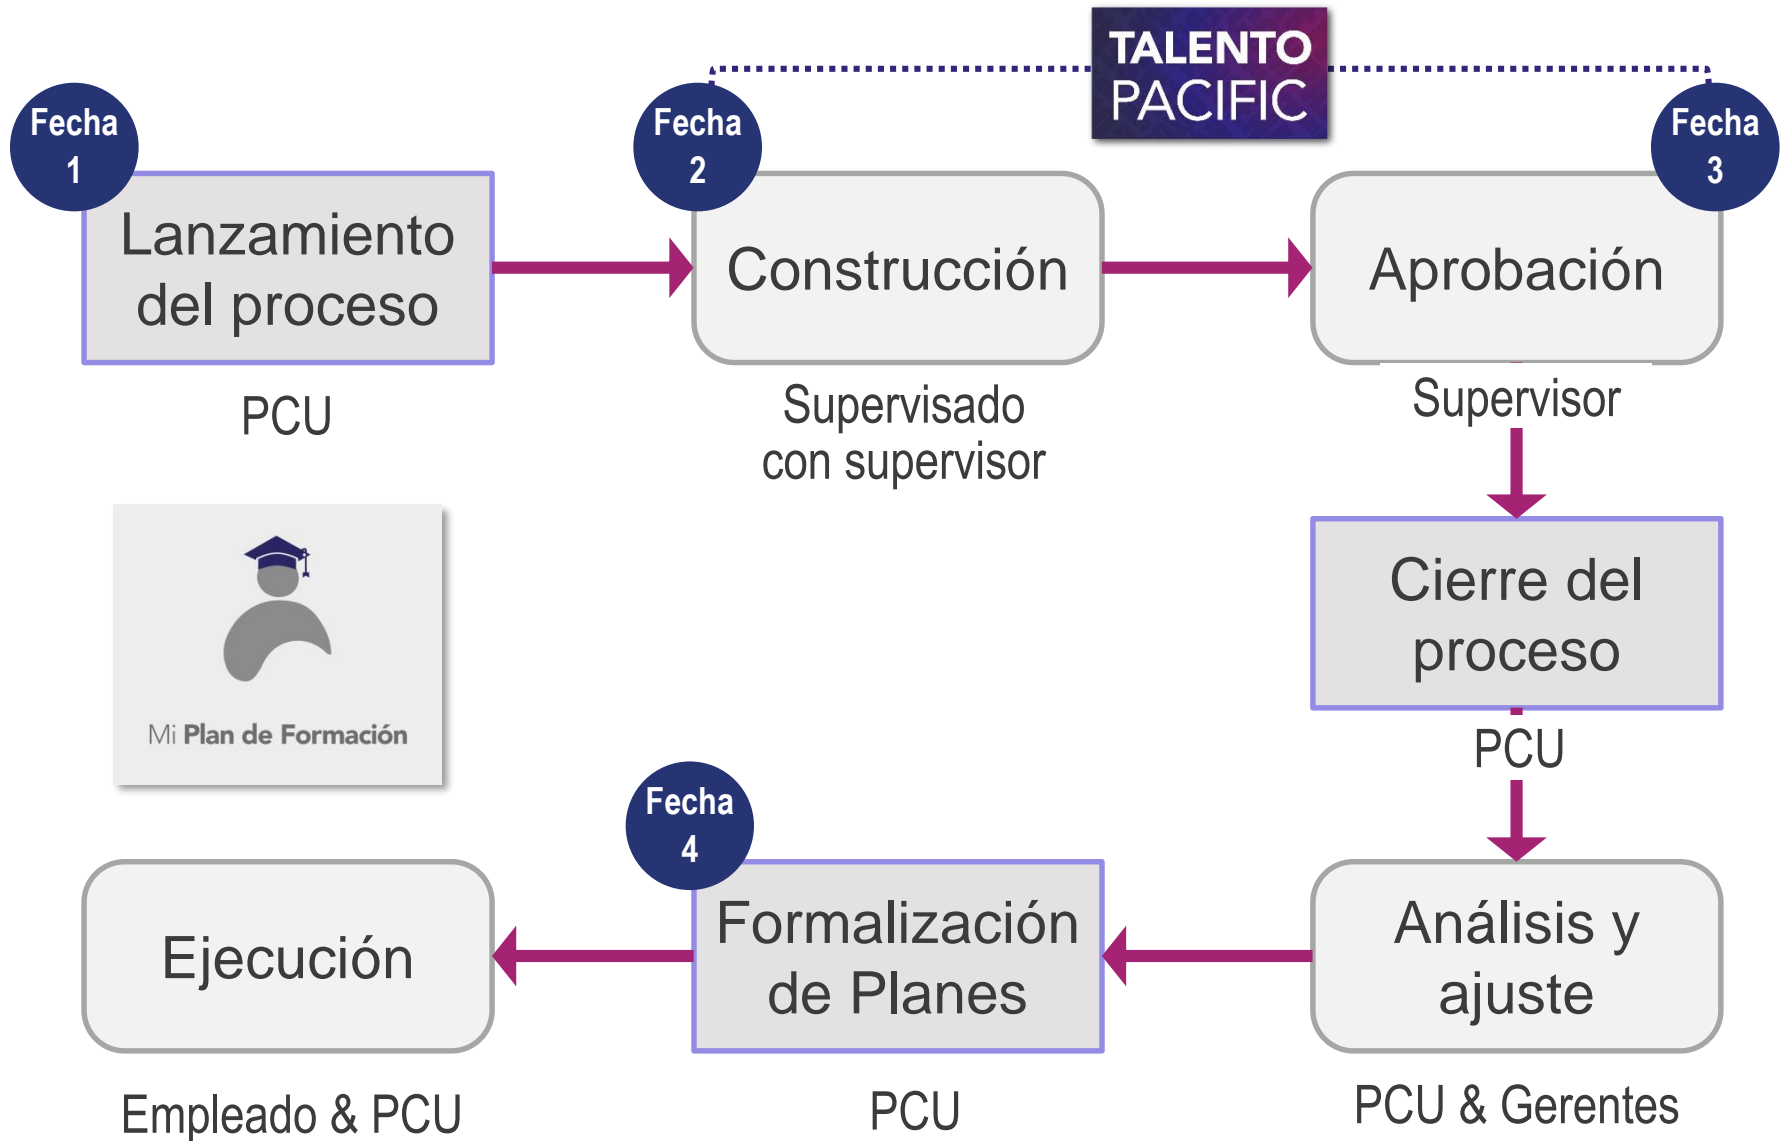 TALENTO
PACIFIC
Fecha
1
Lanzamiento
del proceso
PCU
Fecha
2
Construcción
Supervisado
con supervisor
Fecha
3
Aprobación
Supervisor
Cierre del
proceso
PCU
Análisis y
ajuste
PCU & Gerentes
Fecha
4
Formalización
de Planes
PCU
Ejecución
Empleado & PCU
Mi Plan de Formación